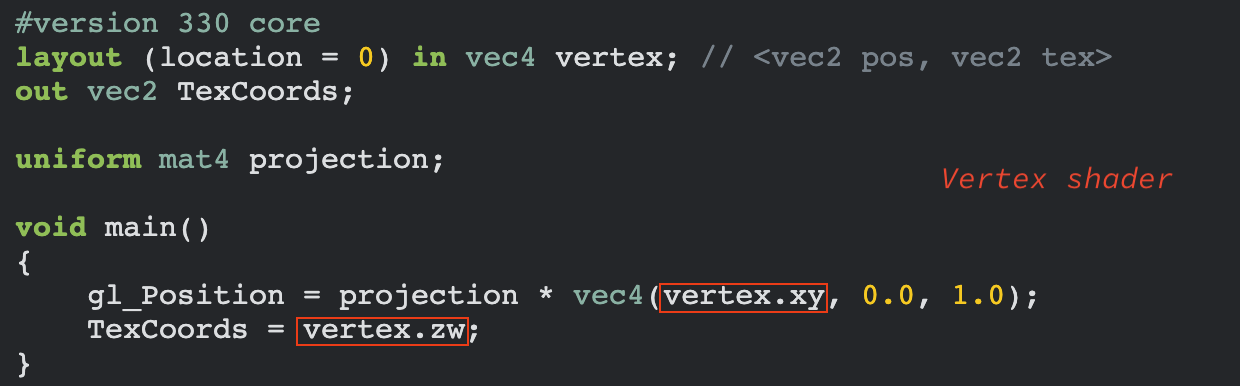 #version 330 core
layout (location = 0) in vec4 vertex; // <vec2 pos, vec2 tex>
out vec2 TexCoords;
uniform mat4 projection;
Vertex shader
void main()
{
    gl_Position = projection * vec4(vertex.xy, 0.0, 1.0);
    TexCoords = vertex.zw;
}